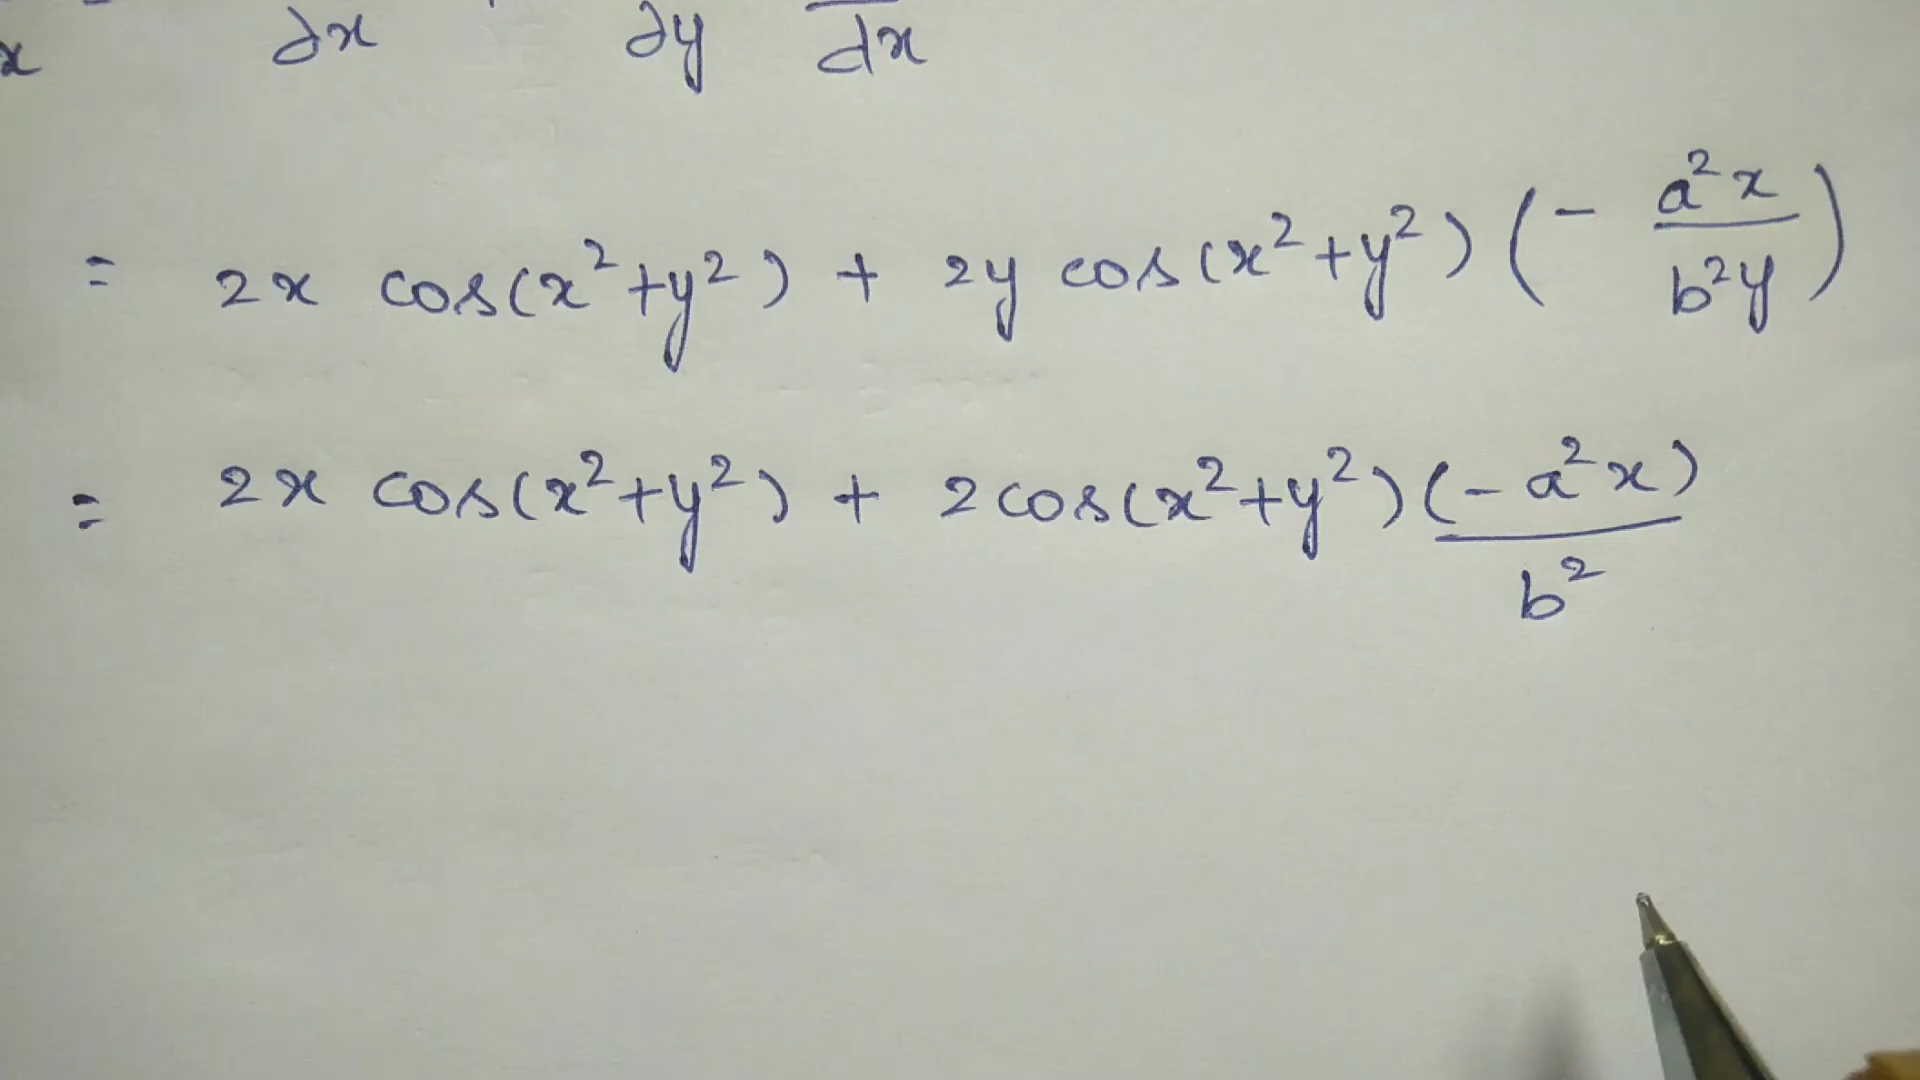 x ∂x ∂y dx
= 2x cos(x²+y²) + 2y cos(x²+y²) (- a²x / b²y)
= 2x cos(x²+y²) + 2cos(x²+y²) (-a²x) / b²